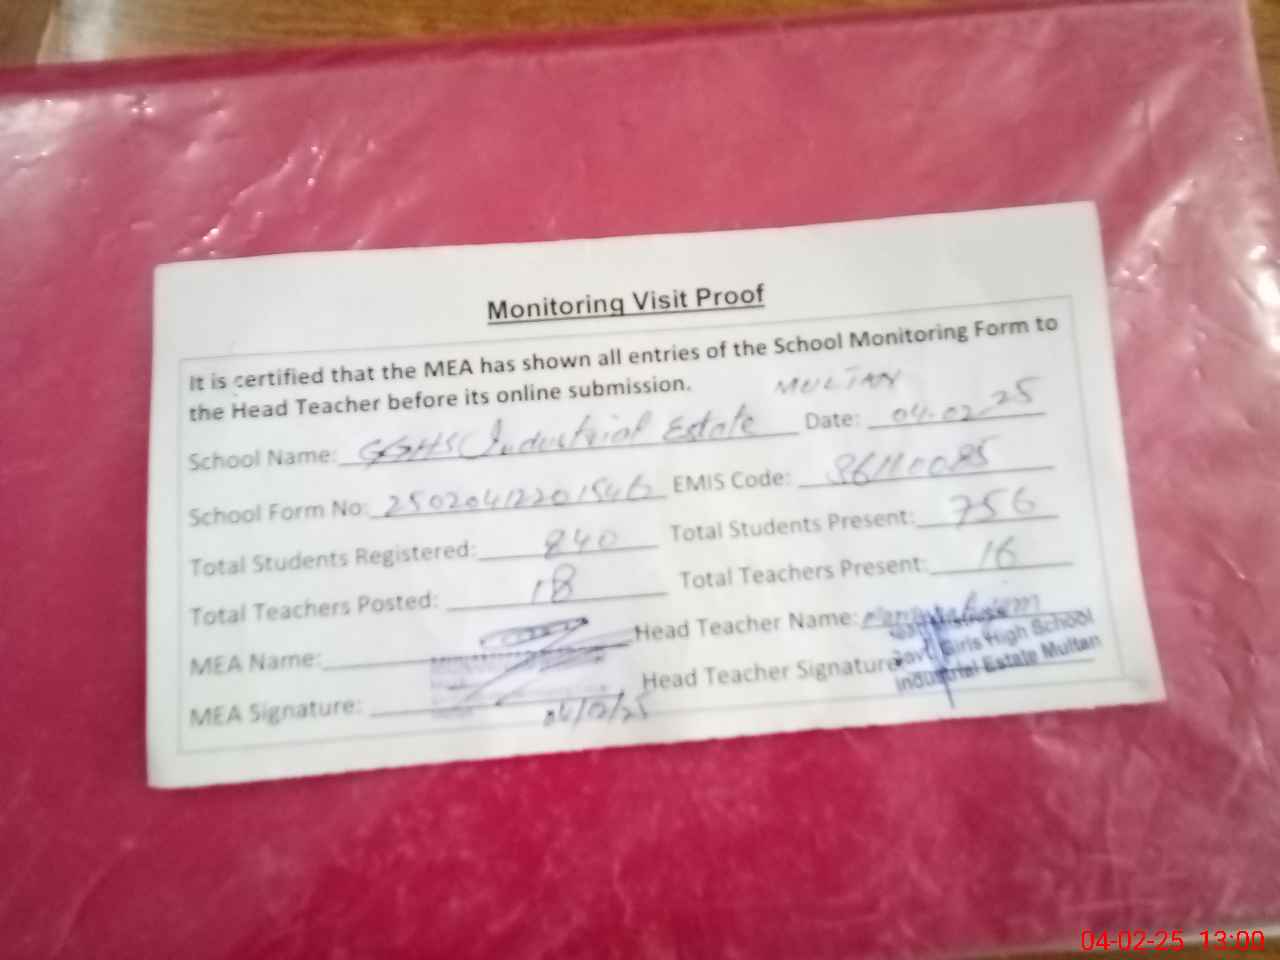 Monitoring Visit Proof
It is certified that the MEA has shown all entries of the School Monitoring Form to
the Head Teacher before its online submission.
MULTAN
School Name: GGHS Industrial Estate Date: 04.02.25
School Form No: 25020412201546 EMIS Code: 36110085
Total Students Registered: 840 Total Students Present: 756
Total Teachers Posted: 18 Total Teachers Present: 16
MEA Name: Head Teacher Name:
MEA Signature: Head Teacher Signature
Govt Girls High School
Industrial Estate Multan
04-02-25 13:00